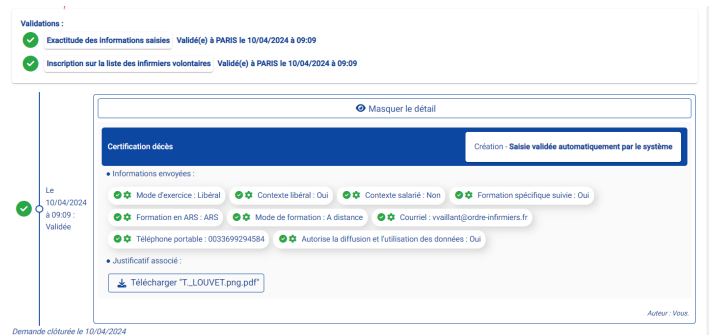 Validations :
Exactitude des informations saisies Validé(e) à PARIS le 10/04/2024 à 09:09
Inscription sur la liste des infirmiers volontaires Validé(e) à PARIS le 10/04/2024 à 09:09
Masquer le détail
Certification décès
Création - Saisie validée automatiquement par le système
Le
10/04/2024
à 09:09 :
Validée
• Informations envoyées :
Mode d'exercice : Libéral Contexte libéral : Oui Contexte salarié : Non Formation spécifique suivie : Oui
Formation en ARS : ARS Mode de formation : A distance Courriel : vvaillant@ordre-infirmiers.fr
Téléphone portable : 0033699294584 Autorise la diffusion et l'utilisation des données : Oui
• Justificatif associé :
Télécharger "T._LOUVET.png.pdf"
Auteur : Vous.
Demande clôturée le 10/04/2024